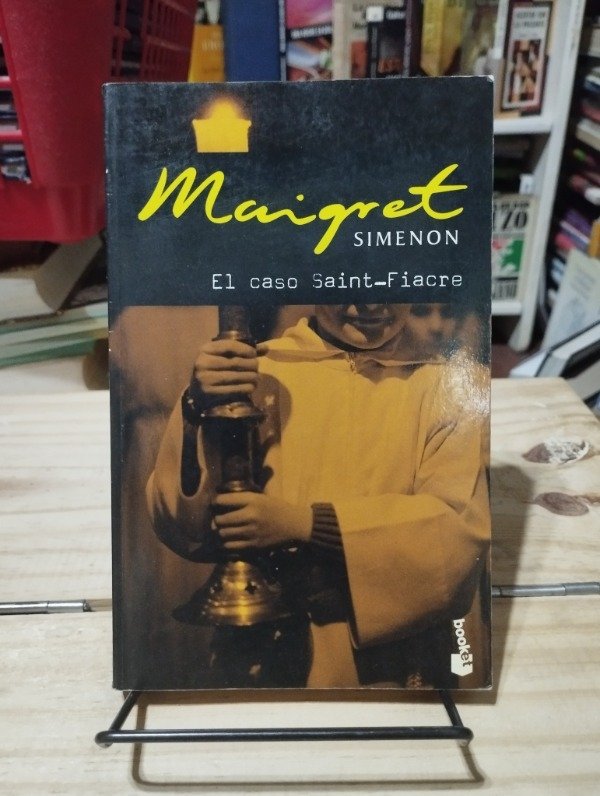 Maigret
SIMENON
El caso Saint-Fiacre
booket